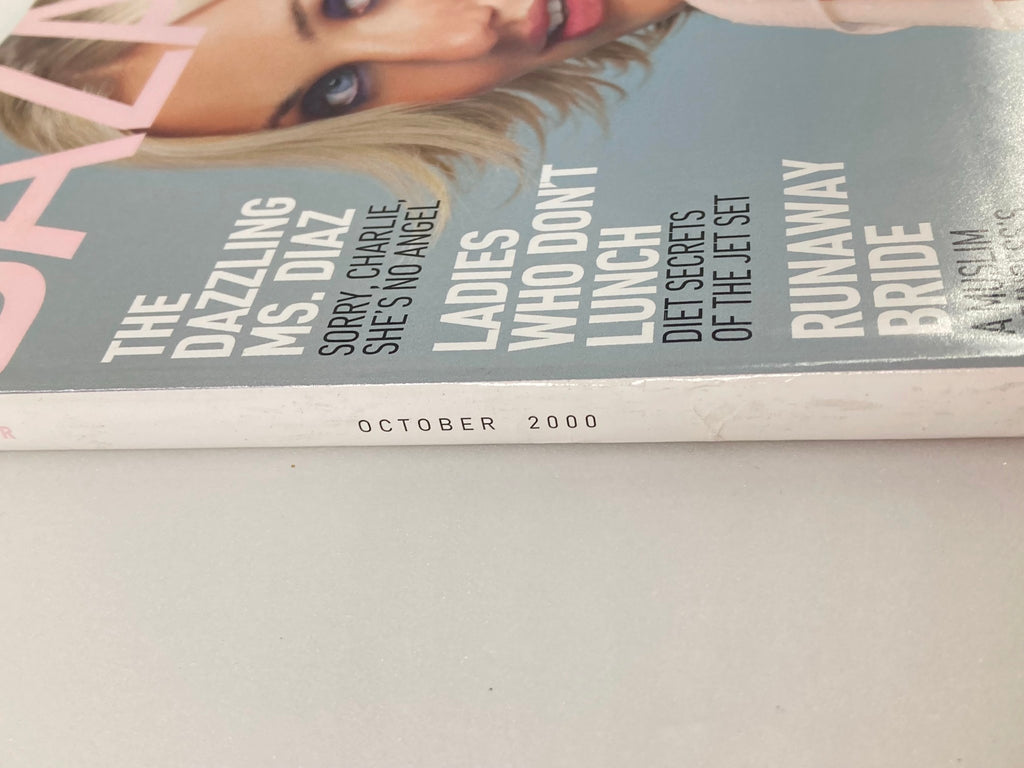 THE
DAZZLING
MS. DIAZ
SORRY, CHARLIE,
SHE'S NO ANGEL
LADIES
WHO DON'T
LUNCH
DIET SECRETS
OF THE JET SET
RUNAWAY
BRIDE
A MUSLIM
OCTOBER 2000
R